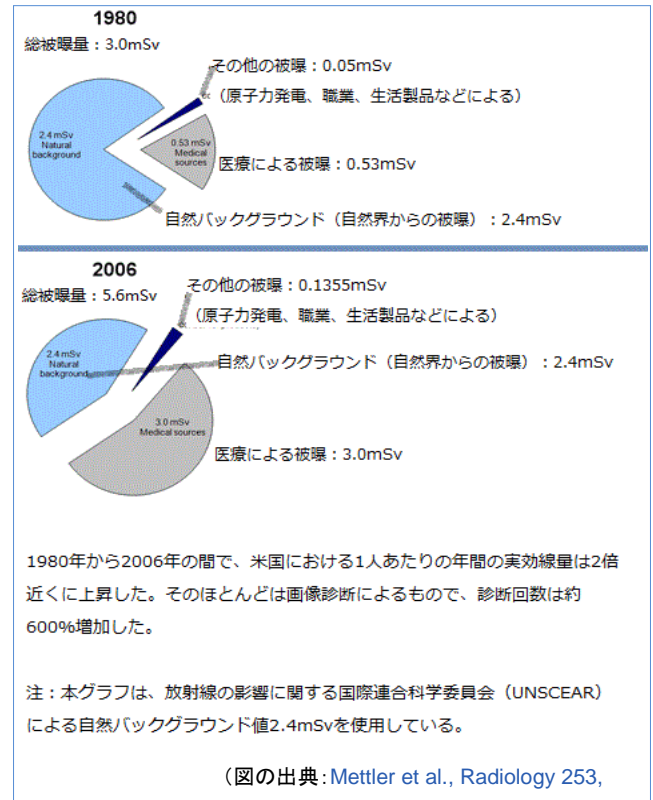 1980
総被曝量：3.0mSv
その他の被曝：0.05mSv
（原子力発電、職業、生活製品などによる）
2.4 mSv
Natural
background
0.53 mSv
Medical
sources
医療による被曝：0.53mSv
自然バックグラウンド（自然界からの被曝）：2.4mSv
2006
総被曝量：5.6mSv
その他の被曝：0.1355mSv
（原子力発電、職業、生活製品などによる）
2.4 mSv
Natural
background
自然バックグラウンド（自然界からの被曝）：2.4mSv
3.0 mSv
Medical sources
医療による被曝：3.0mSv
1980年から2006年の間で、米国における1人あたりの年間の実効線量は2倍
近くに上昇した。そのほとんどは画像診断によるもので、診断回数は約
600%増加した。
注：本グラフは、放射線の影響に関する国際連合科学委員会（UNSCEAR）
による自然バックグラウンド値2.4mSvを使用している。
（図の出典：Mettler et al., Radiology 253,